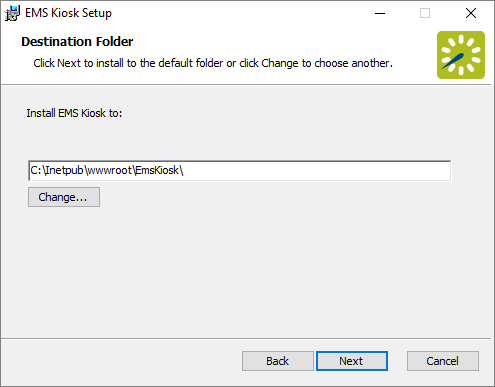 EMS Kiosk Setup
Destination Folder
Click Next to install to the default folder or click Change to choose another.
Install EMS Kiosk to:
C:\Inetpub\wwwroot\EmsKiosk\
Change...
Back
Next
Cancel